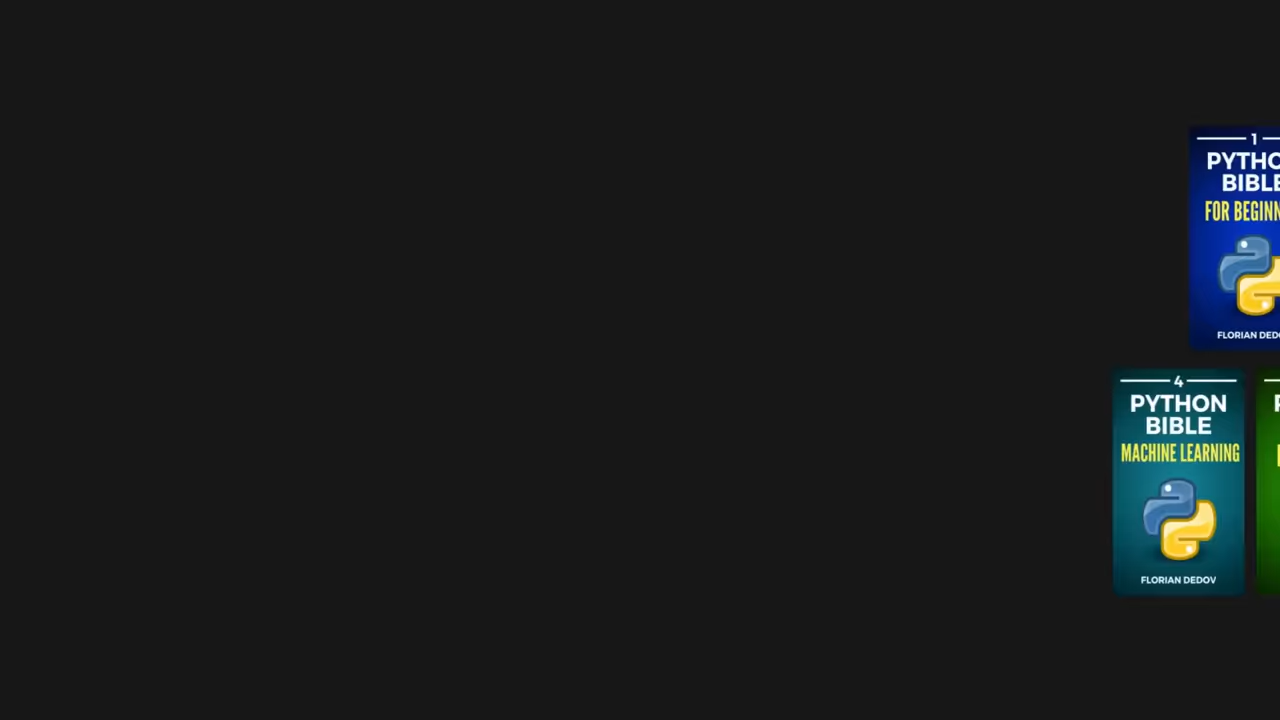 1
PYTHO
BIBLE
FOR BEGINN
FLORIAN DEDO
4
PYTHON
BIBLE
MACHINE LEARNING
FLORIAN DEDOV
P